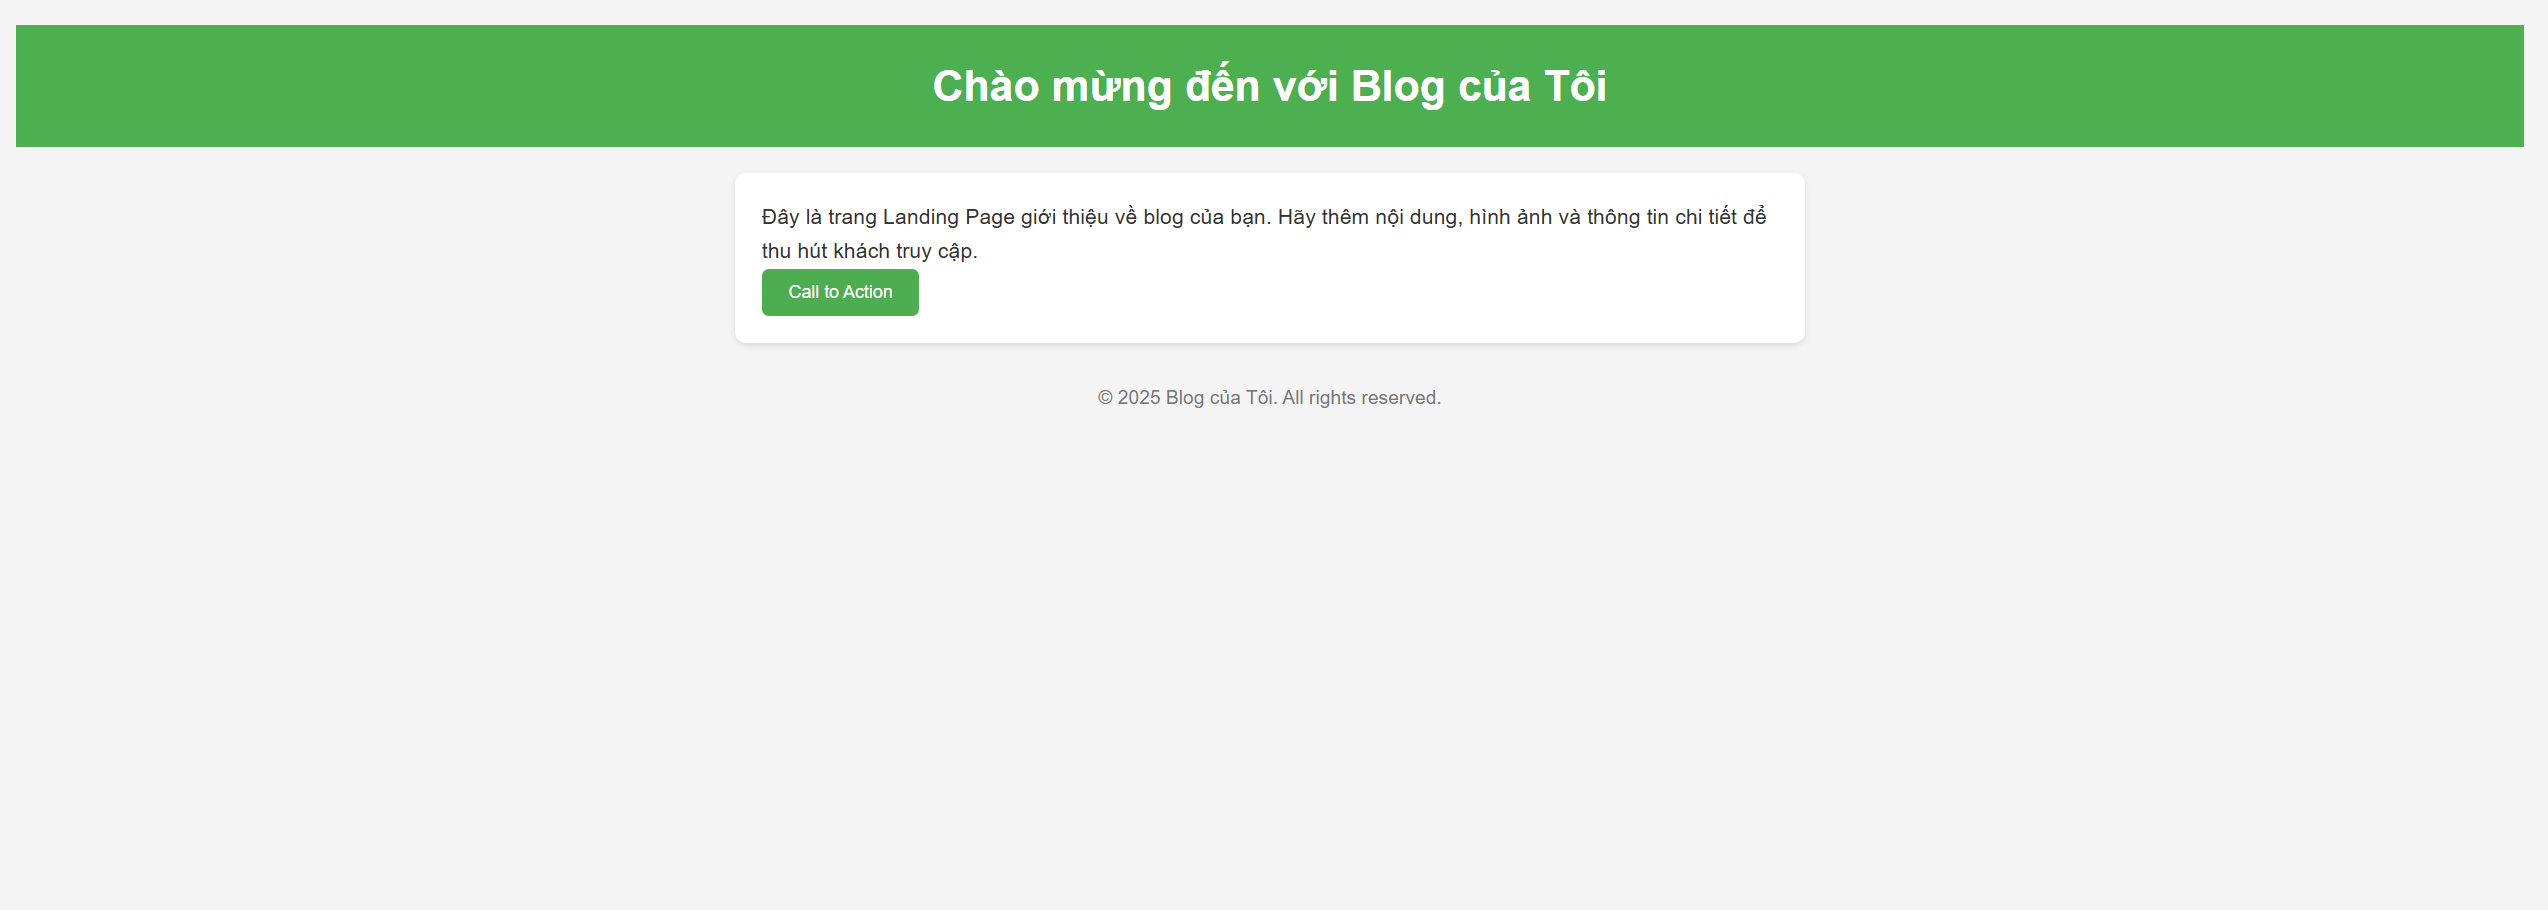 Chào mừng đến với Blog của Tôi
Đây là trang Landing Page giới thiệu về blog của bạn. Hãy thêm nội dung, hình ảnh và thông tin chi tiết để
thu hút khách truy cập.
Call to Action
© 2025 Blog của Tôi. All rights reserved.